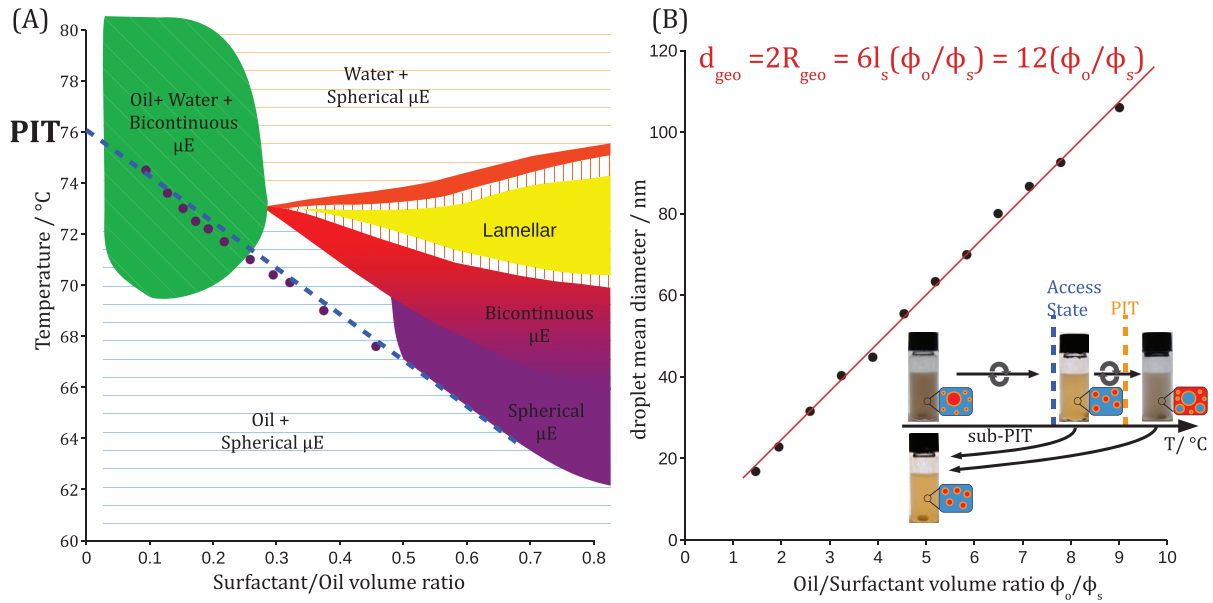 (A)
80
78
PIT76
74
72
70
68
66
64
62
60
0
0.1
0.2
0.3
0.4
0.5
0.6
0.7
0.8
Temperature / °C
Surfactant/Oil volume ratio
Water +
Spherical µE
Oil+ Water +
Bicontinuous
µE
Lamellar
Bicontinuous
µE
Spherical
µE
Oil +
Spherical µE
(B)
d_geo =2R_geo = 6l_s(ϕ_o/ϕ_s) = 12(ϕ_o/ϕ_s)
120
100
80
60
40
20
0
0
1
2
3
4
5
6
7
8
9
10
droplet mean diameter / nm
Oil/Surfactant volume ratio ϕ_o/ϕ_s
Access
State
PIT
sub-PIT
T/ °C